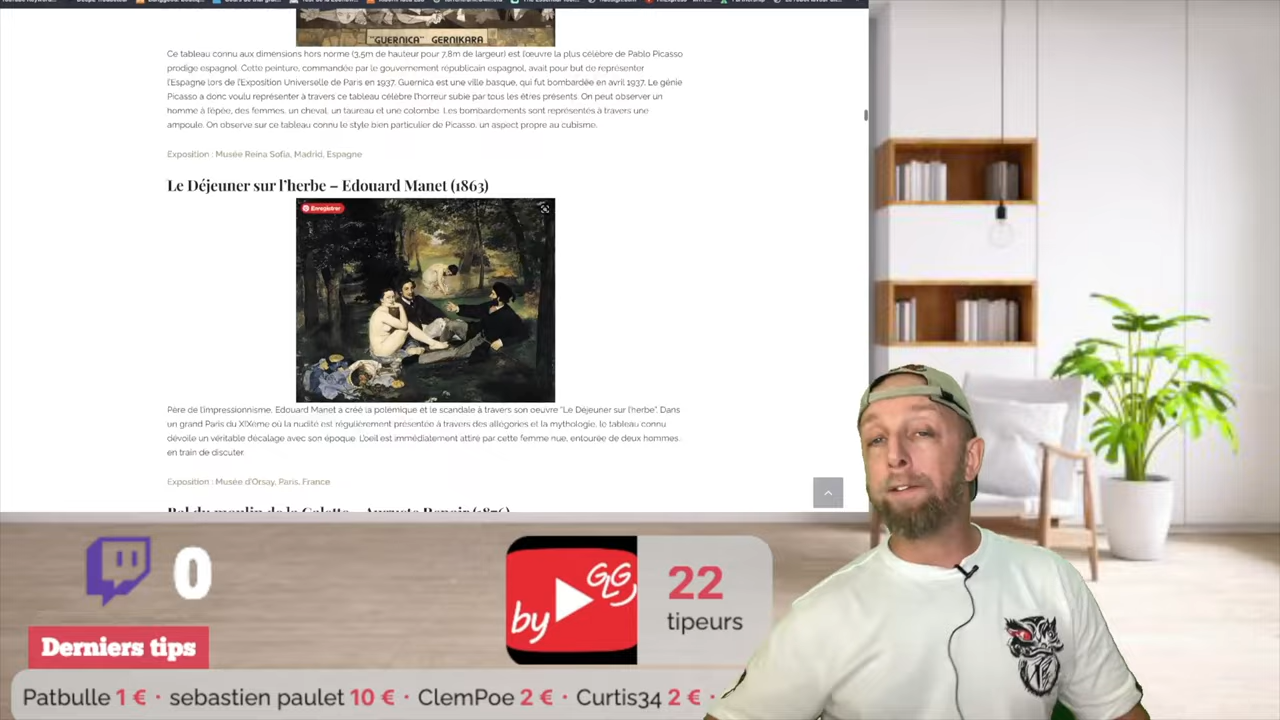 "GUERNICA" GERNIKARA
Ce tableau connu aux dimensions hors norme (3,5m de hauteur pour 7,8m de largeur) est l'œuvre la plus célèbre de Pablo Picasso
prodige espagnol. Cette peinture, commandée par le gouvernement républicain espagnol, avait pour but de représenter
l'Espagne lors de l'Exposition Universelle de Paris en 1937. Guernica est une ville basque, qui fut bombardée en avril 1937. Le génie
Picasso a donc voulu représenter à travers ce tableau célèbre l'horreur subie par tous les êtres présents. On peut observer un
homme à l'épée, des femmes, un cheval, un taureau et une colombe. Les bombardements sont représentés à travers une
ampoule. On observe sur ce tableau connu le style bien particulier de Picasso, un aspect propre au cubisme.
Exposition : Musée Reina Sofia, Madrid, Espagne
Le Déjeuner sur l'herbe – Edouard Manet (1863)
Enregistrer
Père de l'impressionnisme, Edouard Manet a créé la polémique et le scandale à travers son oeuvre "Le Déjeuner sur l'herbe". Dans
un grand Paris du XIXème où la nudité est régulièrement présentée à travers des allégories et la mythologie, le tableau connu
dévoile un véritable décalage avec son époque. L'oeil est immédiatement attiré par cette femme nue, entourée de deux hommes,
en train de discuter.
Exposition : Musée d'Orsay, Paris, France
Bal du moulin de la Galette – Auguste Renoir (1876)
0
by GLG
22
tipeurs
Derniers tips
Patbulle 1 € · sebastien paulet 10 € · ClemPoe 2 € · Curtis34 2 € ·